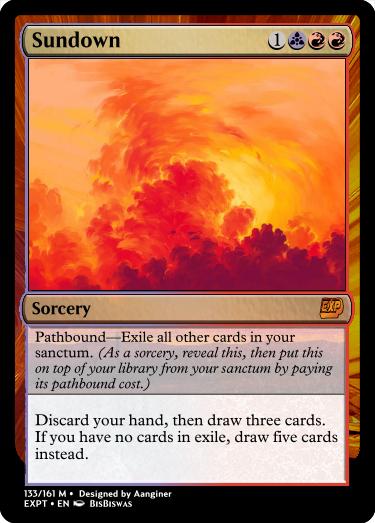 Sundown 1
Sorcery EXP
Pathbound—Exile all other cards in your
sanctum. (As a sorcery, reveal this, then put this
on top of your library from your sanctum by paying
its pathbound cost.)
Discard your hand, then draw three cards.
If you have no cards in exile, draw five cards
instead.
133/161 M • Designed by Aanginer
EXPT • EN BisBiswas